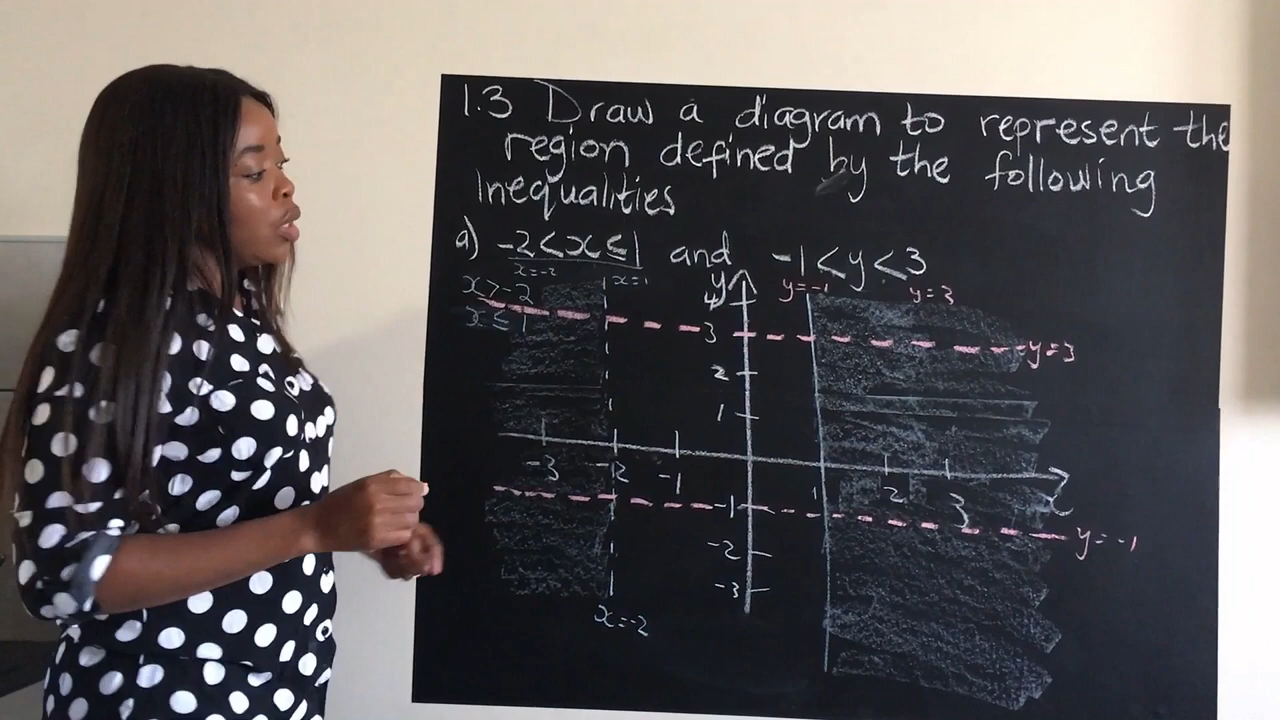 1.3 Draw a diagram to represent the
region defined by the following
Inequalities
a) -2 < x ≤ 1 and -1 < y < 3
x=-2 x=1 y=-1 y=3
x>-2
x≤1
y
4
3
y=3
2
1
-3 -2 -1 1 2 3 x
-1
y=-1
-2
-3
x=-2